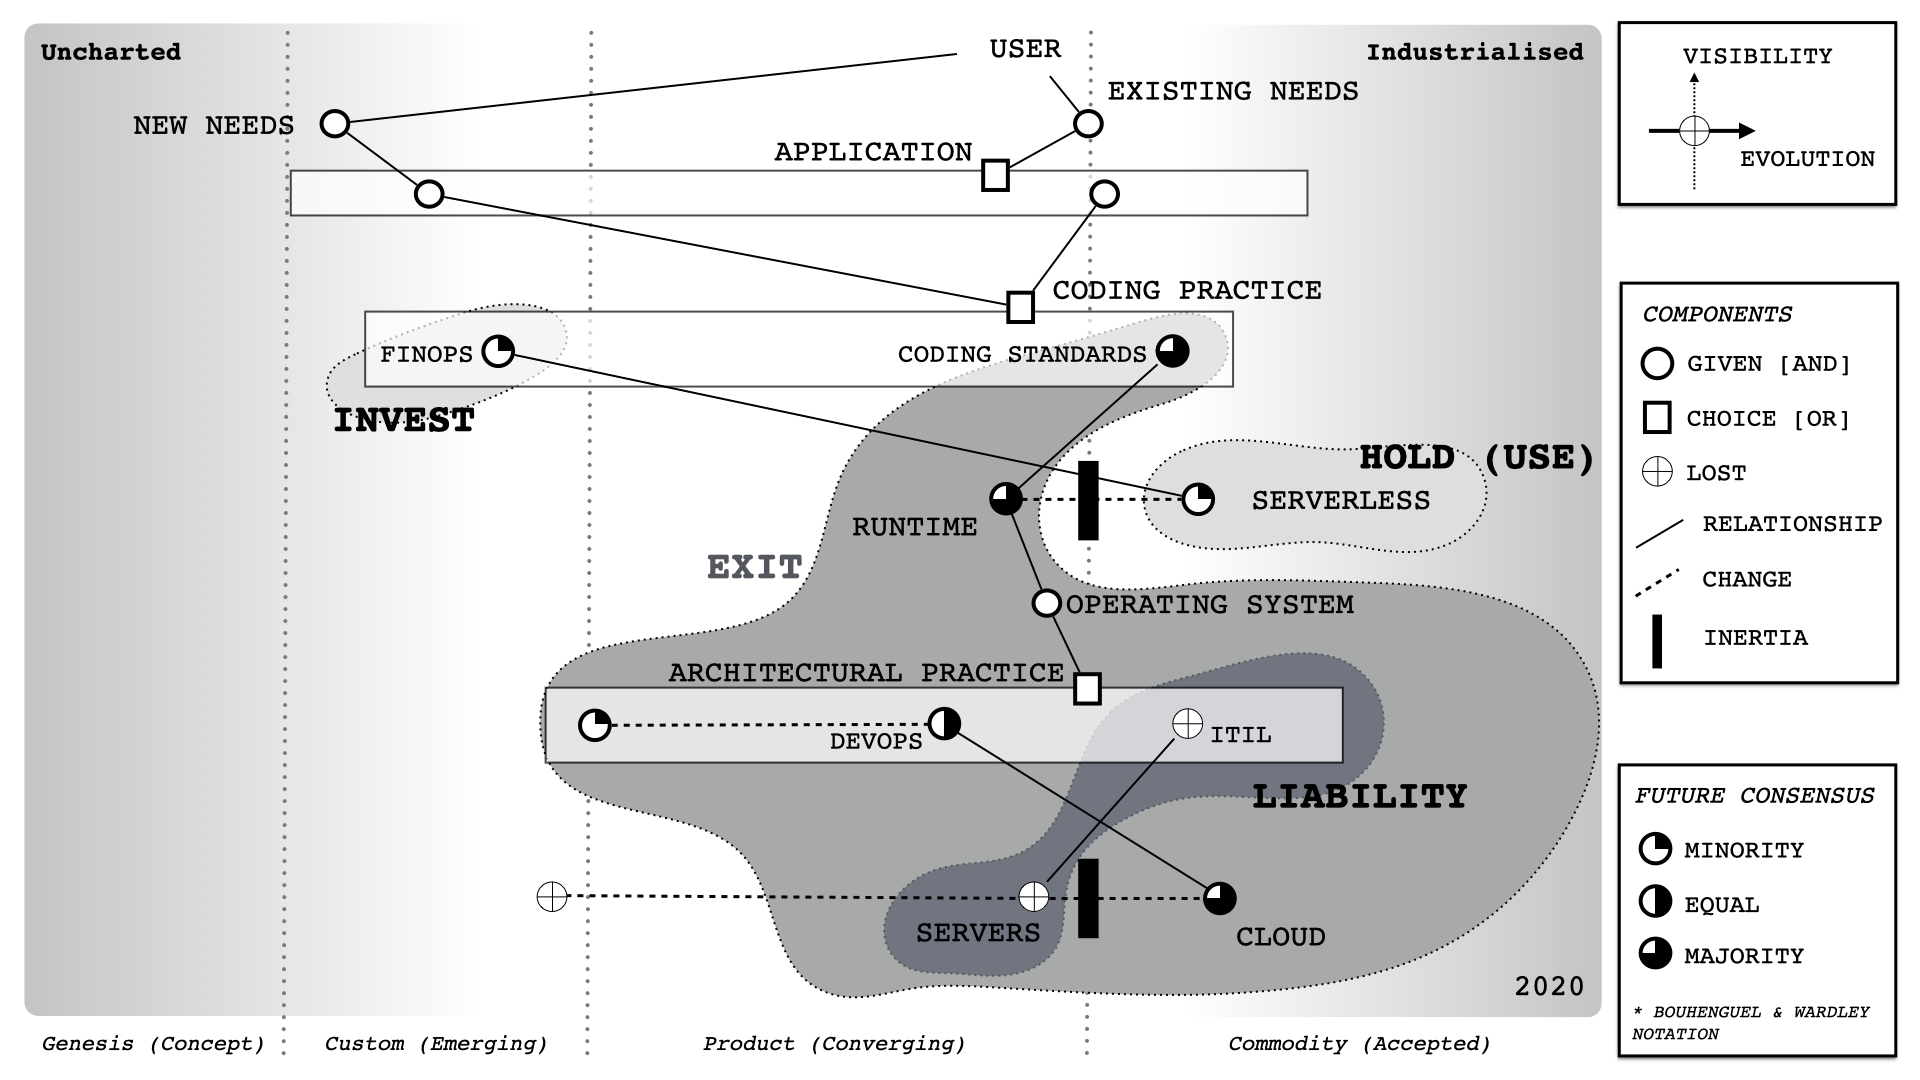 Uncharted
USER
Industrialised
EXISTING NEEDS
NEW NEEDS
APPLICATION
CODING PRACTICE
FINOPS
CODING STANDARDS
INVEST
HOLD (USE)
SERVERLESS
RUNTIME
EXIT
OPERATING SYSTEM
ARCHITECTURAL PRACTICE
DEVOPS
ITIL
LIABILITY
SERVERS
CLOUD
2020
Genesis (Concept)
Custom (Emerging)
Product (Converging)
Commodity (Accepted)
VISIBILITY
EVOLUTION
COMPONENTS
GIVEN [AND]
CHOICE [OR]
LOST
RELATIONSHIP
CHANGE
INERTIA
FUTURE CONSENSUS
MINORITY
EQUAL
MAJORITY
* BOUHENGUEL & WARDLEY
NOTATION